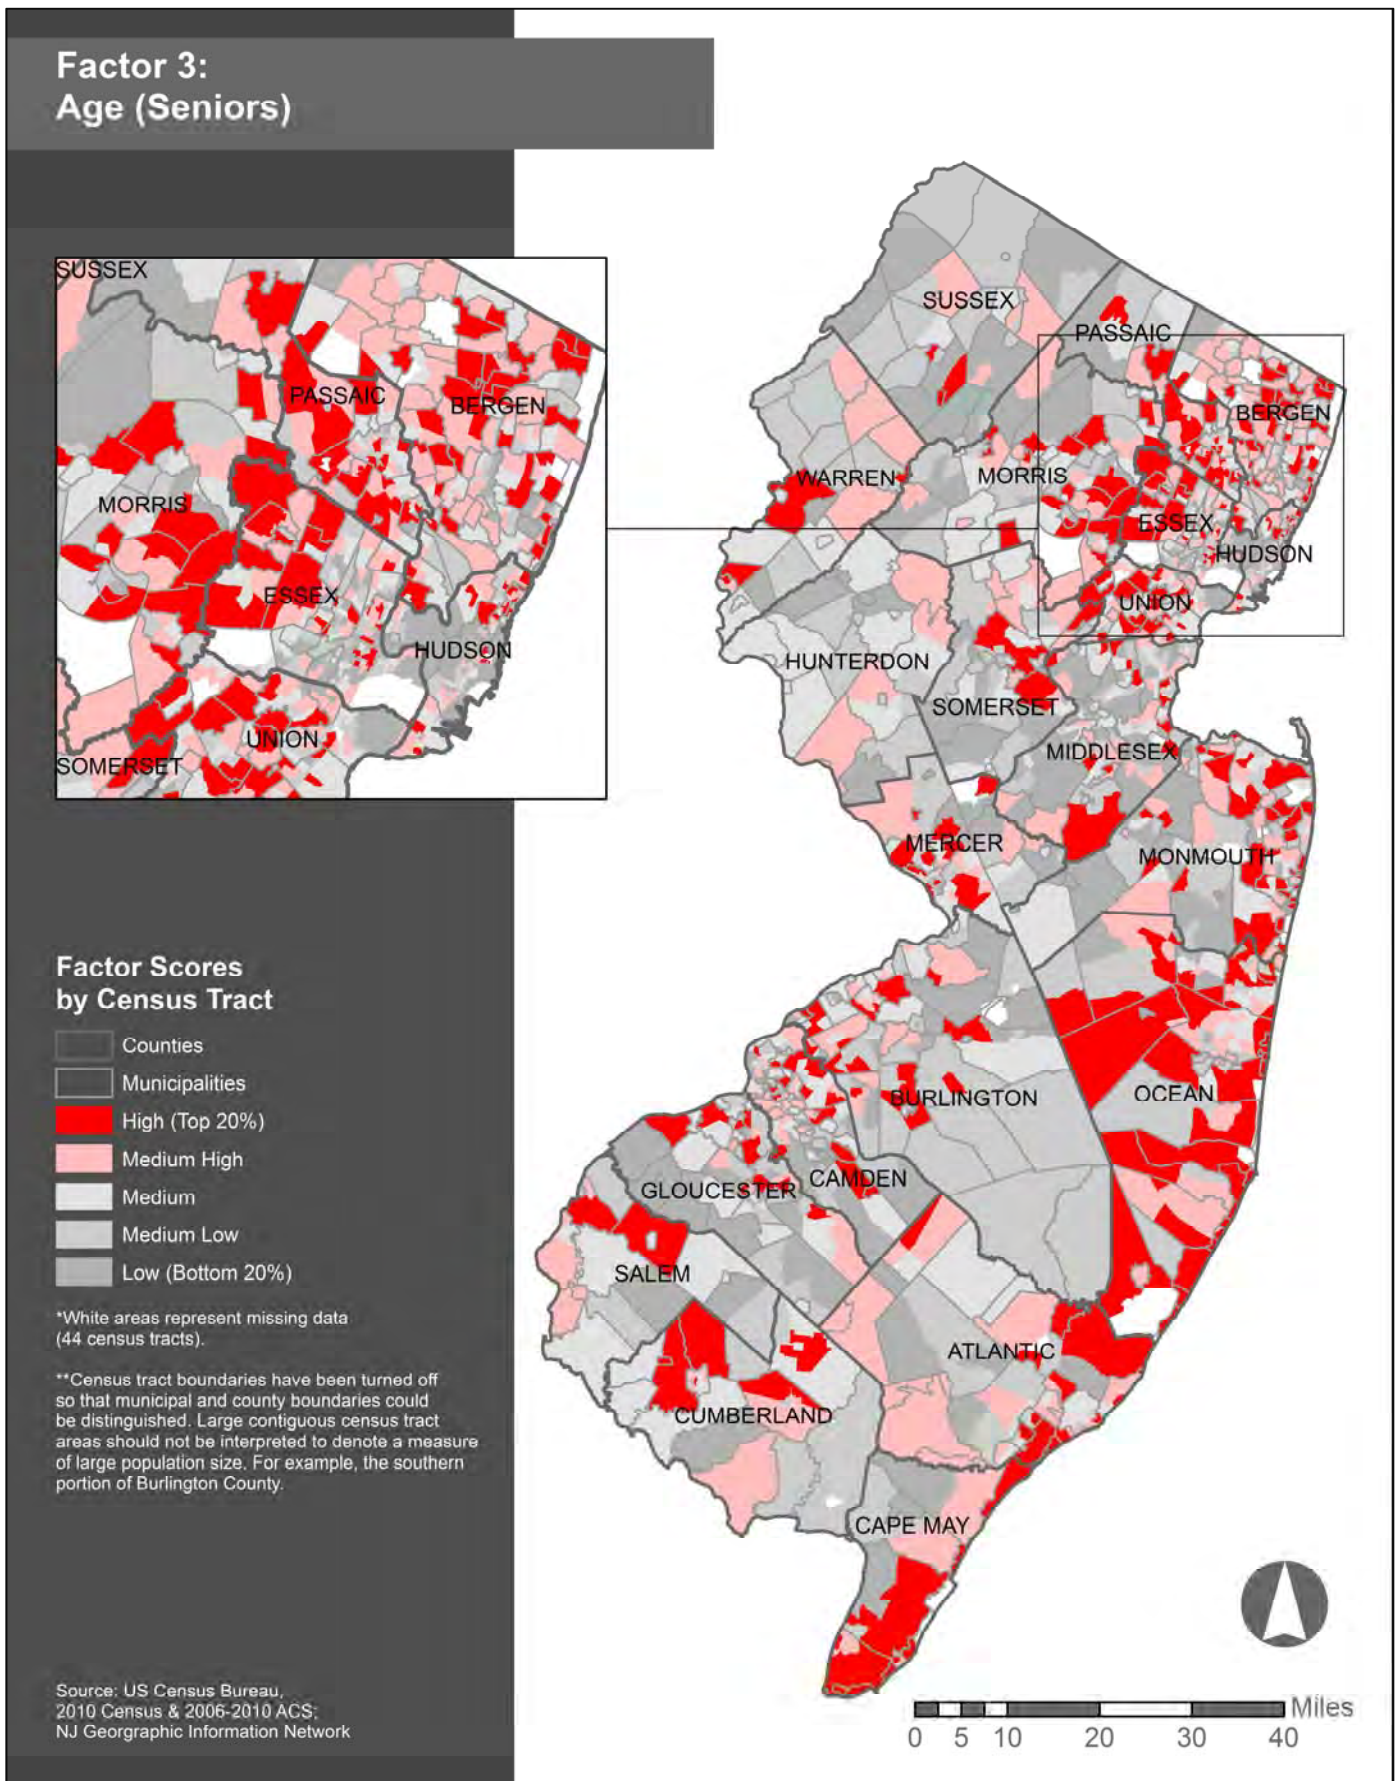 Factor 3:
Age (Seniors)
SUSSEX
PASSAIC
BERGEN
MORRIS
ESSEX
HUDSON
UNION
SOMERSET
SUSSEX
PASSAIC
BERGEN
WARREN
MORRIS
ESSEX
HUDSON
UNION
HUNTERDON
SOMERSET
MIDDLESEX
MERCER
MONMOUTH
OCEAN
BURLINGTON
CAMDEN
GLOUCESTER
SALEM
ATLANTIC
CUMBERLAND
CAPE MAY
Factor Scores
by Census Tract
Counties
Municipalities
High (Top 20%)
Medium High
Medium
Medium Low
Low (Bottom 20%)
*White areas represent missing data
(44 census tracts).
**Census tract boundaries have been turned off
so that municipal and county boundaries could
be distinguished. Large contiguous census tract
areas should not be interpreted to denote a measure
of large population size. For example, the southern
portion of Burlington County.
Source: US Census Bureau,
2010 Census & 2006-2010 ACS;
NJ Georgraphic Information Network
Miles
0 5 10 20 30 40